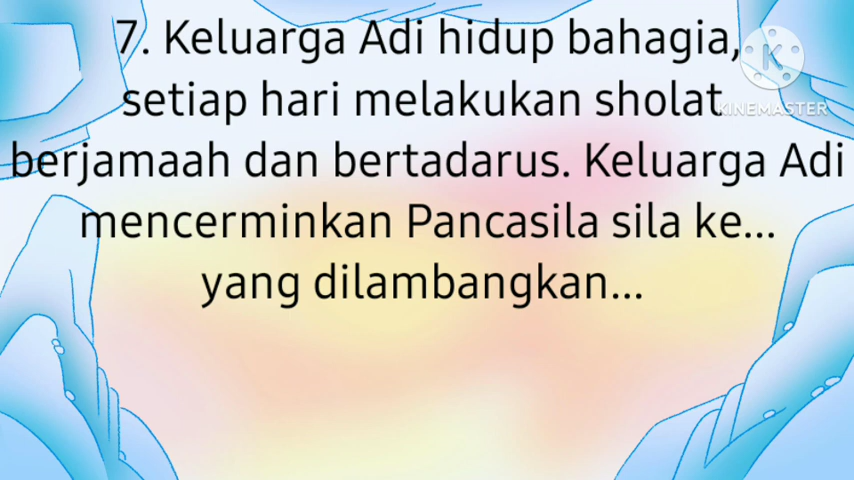 7. Keluarga Adi hidup bahagia,
setiap hari melakukan sholat
berjamaah dan bertadarus. Keluarga Adi
mencerminkan Pancasila sila ke...
yang dilambangkan...
K
KINEMASTER